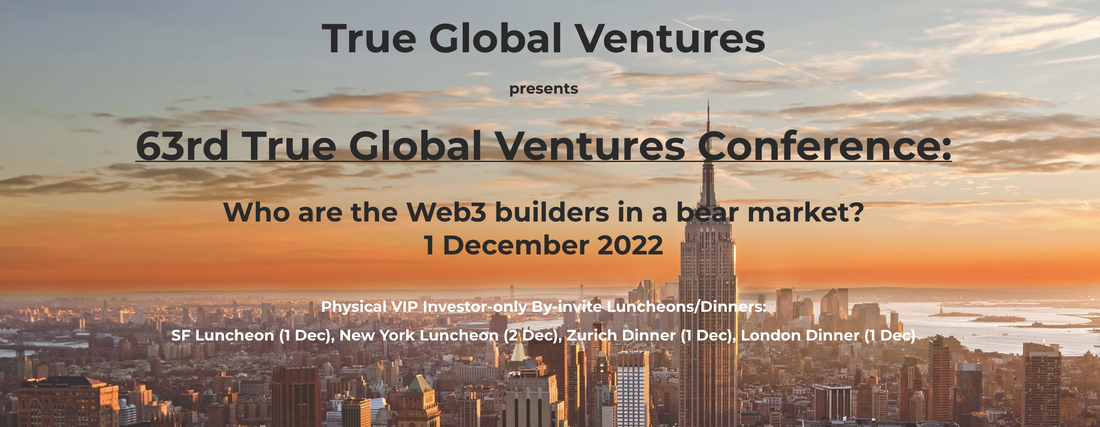 True Global Ventures
presents
63rd True Global Ventures Conference:
Who are the Web3 builders in a bear market?
1 December 2022
Physical VIP Investor-only By-invite Luncheons/Dinners:
SF Luncheon (1 Dec), New York Luncheon (2 Dec), Zurich Dinner (1 Dec), London Dinner (1 Dec)